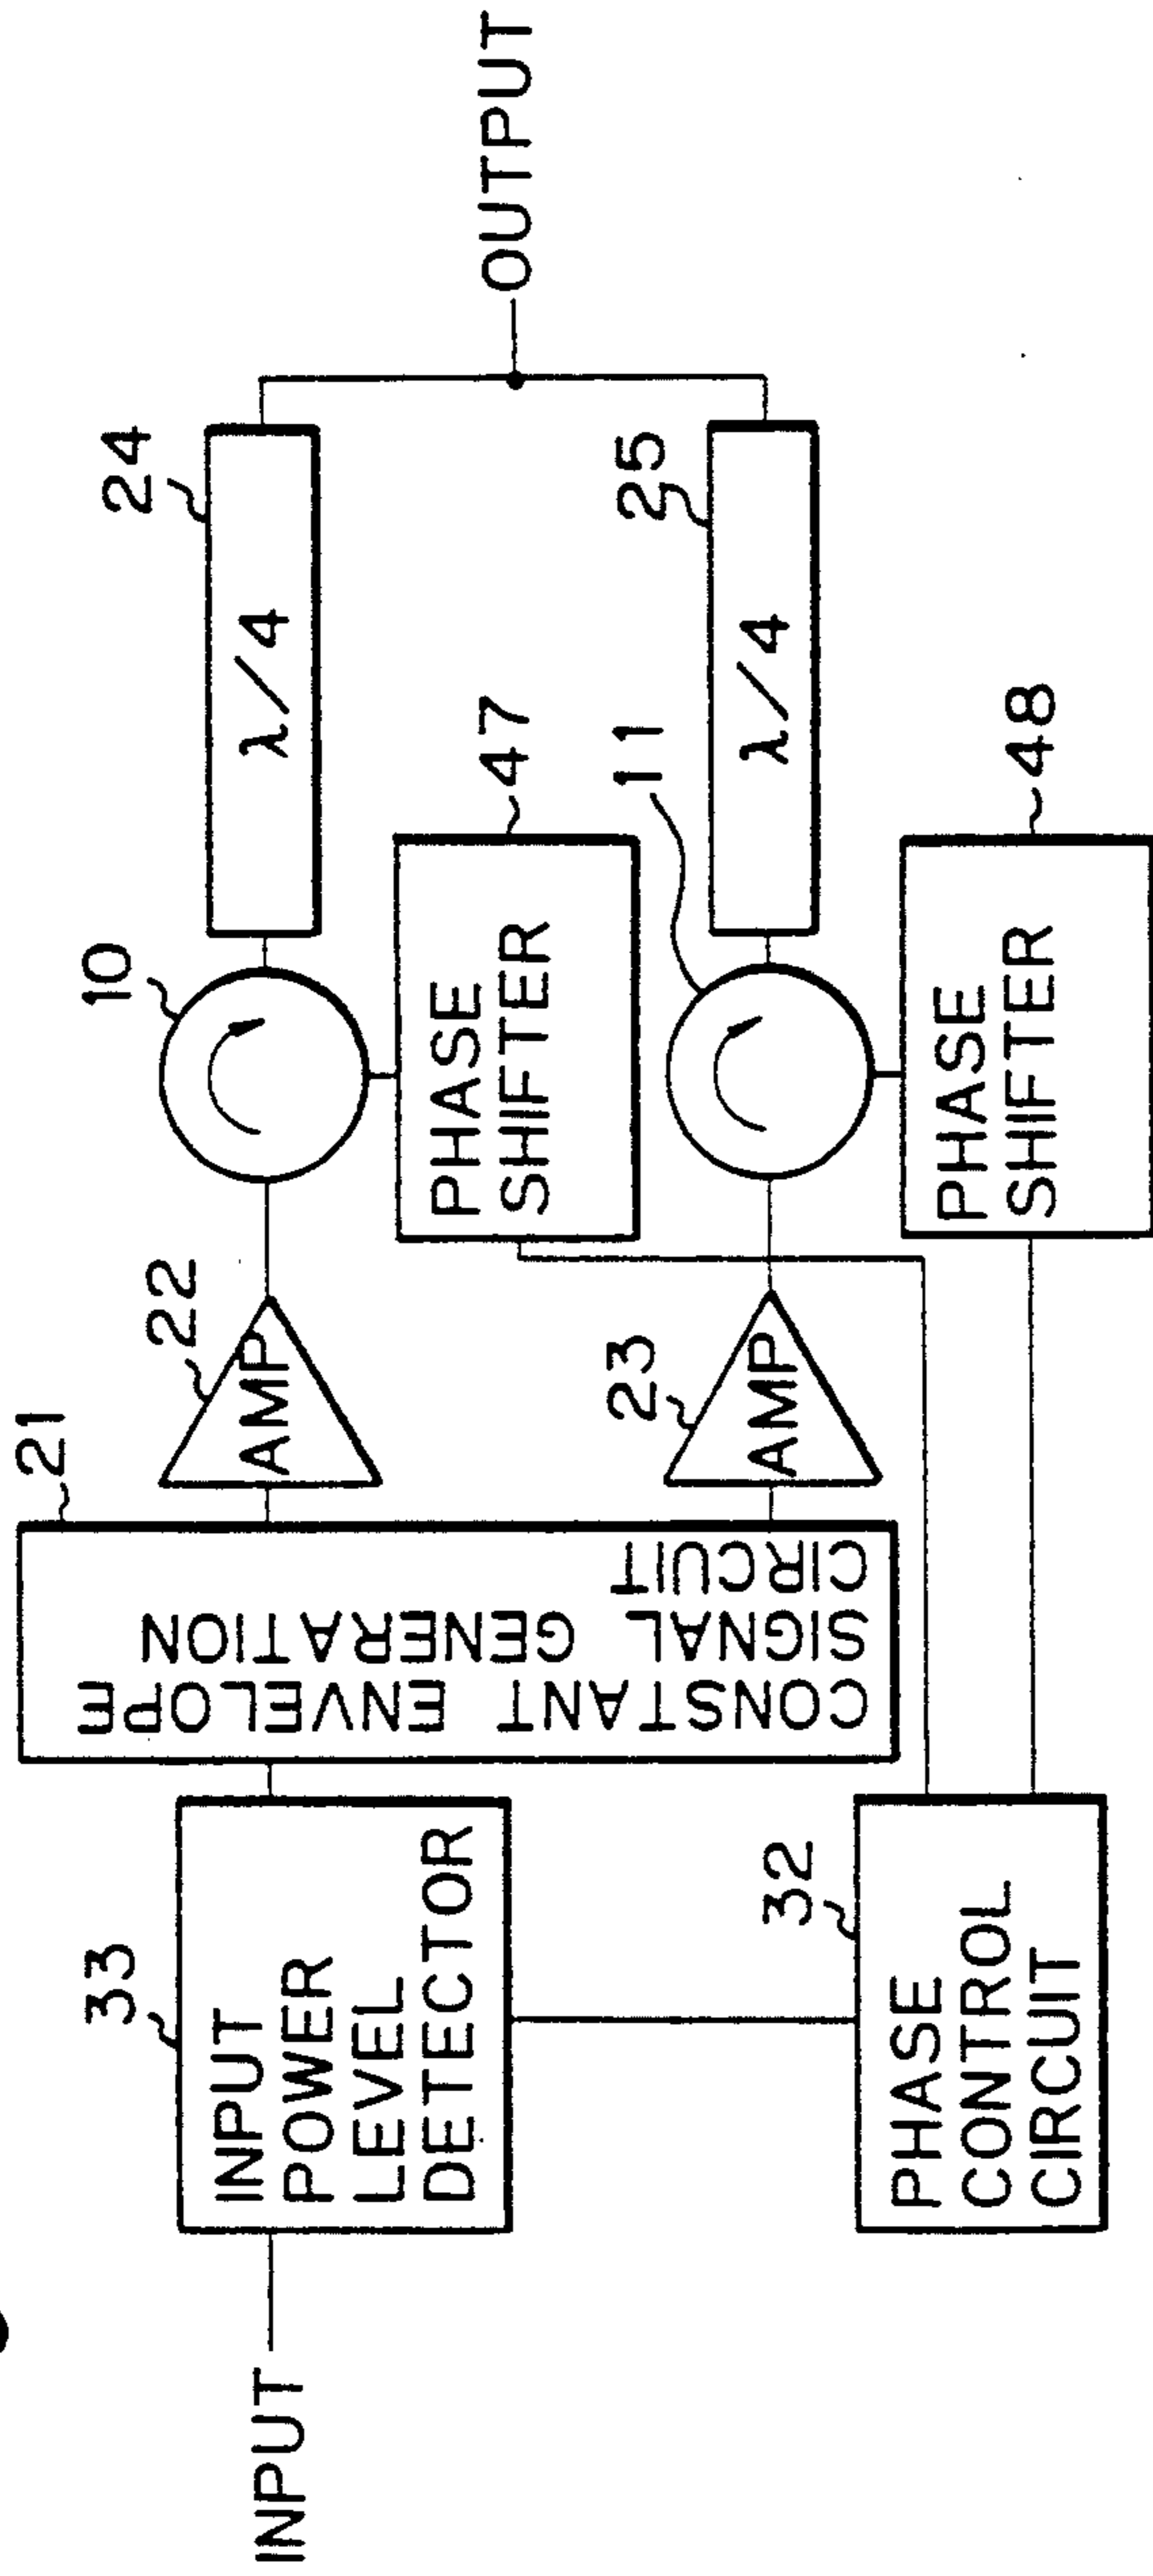 INPUT
33
INPUT
POWER
LEVEL
DETECTOR
21
CONSTANT ENVELOPE
SIGNAL GENERATION
CIRCUIT
22
AMP
10
24
λ/4
47
PHASE
SHIFTER
23
AMP
11
25
λ/4
OUTPUT
32
PHASE
CONTROL
CIRCUIT
48
PHASE
SHIFTER